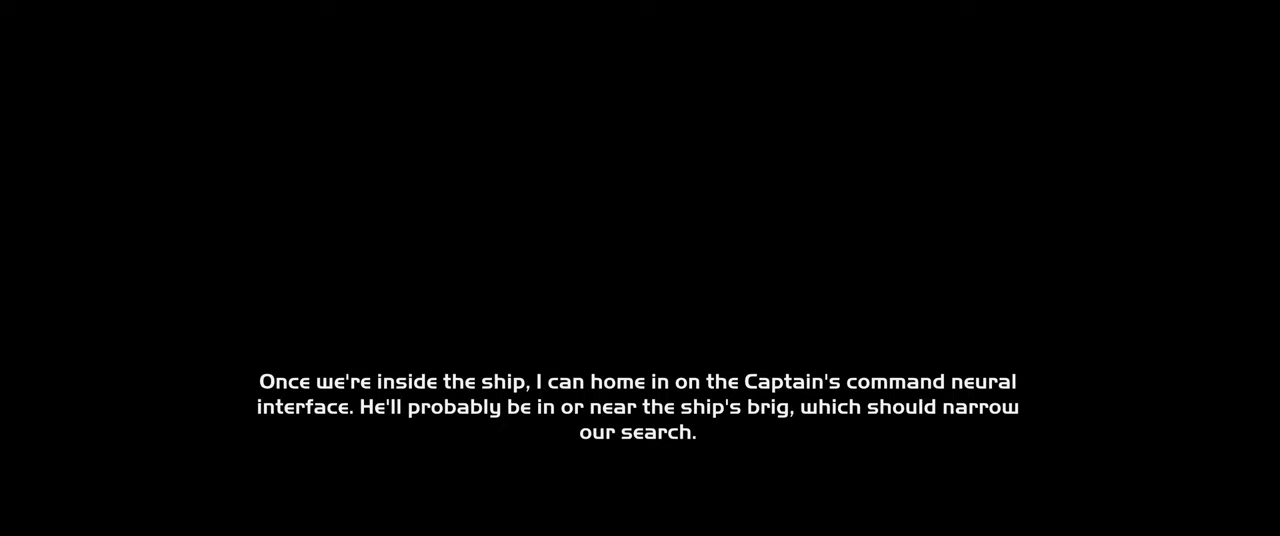 Once we're inside the ship, I can home in on the Captain's command neural
interface. He'll probably be in or near the ship's brig, which should narrow
our search.